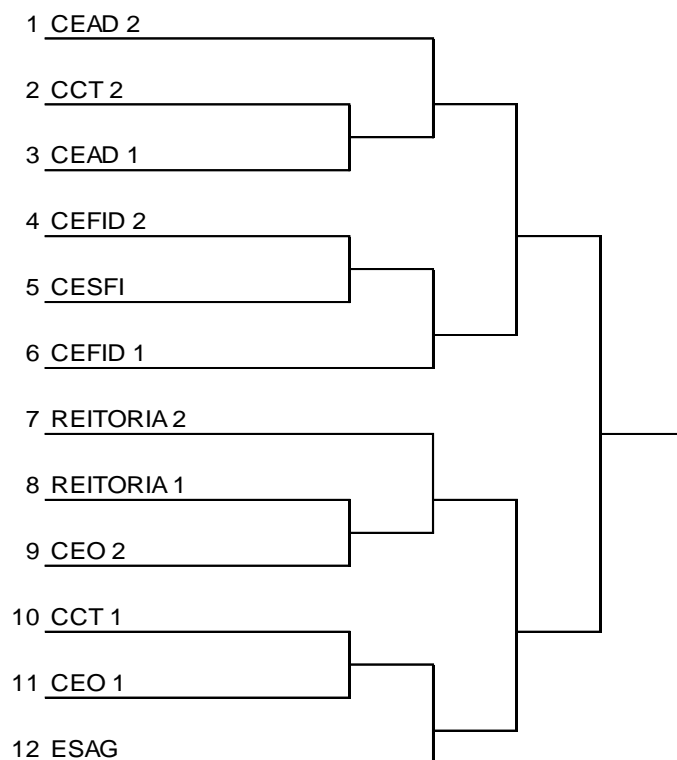 1 CEAD 2
2 CCT 2
3 CEAD 1
4 CEFID 2
5 CESFI
6 CEFID 1
7 REITORIA 2
8 REITORIA 1
9 CEO 2
10 CCT 1
11 CEO 1
12 ESAG